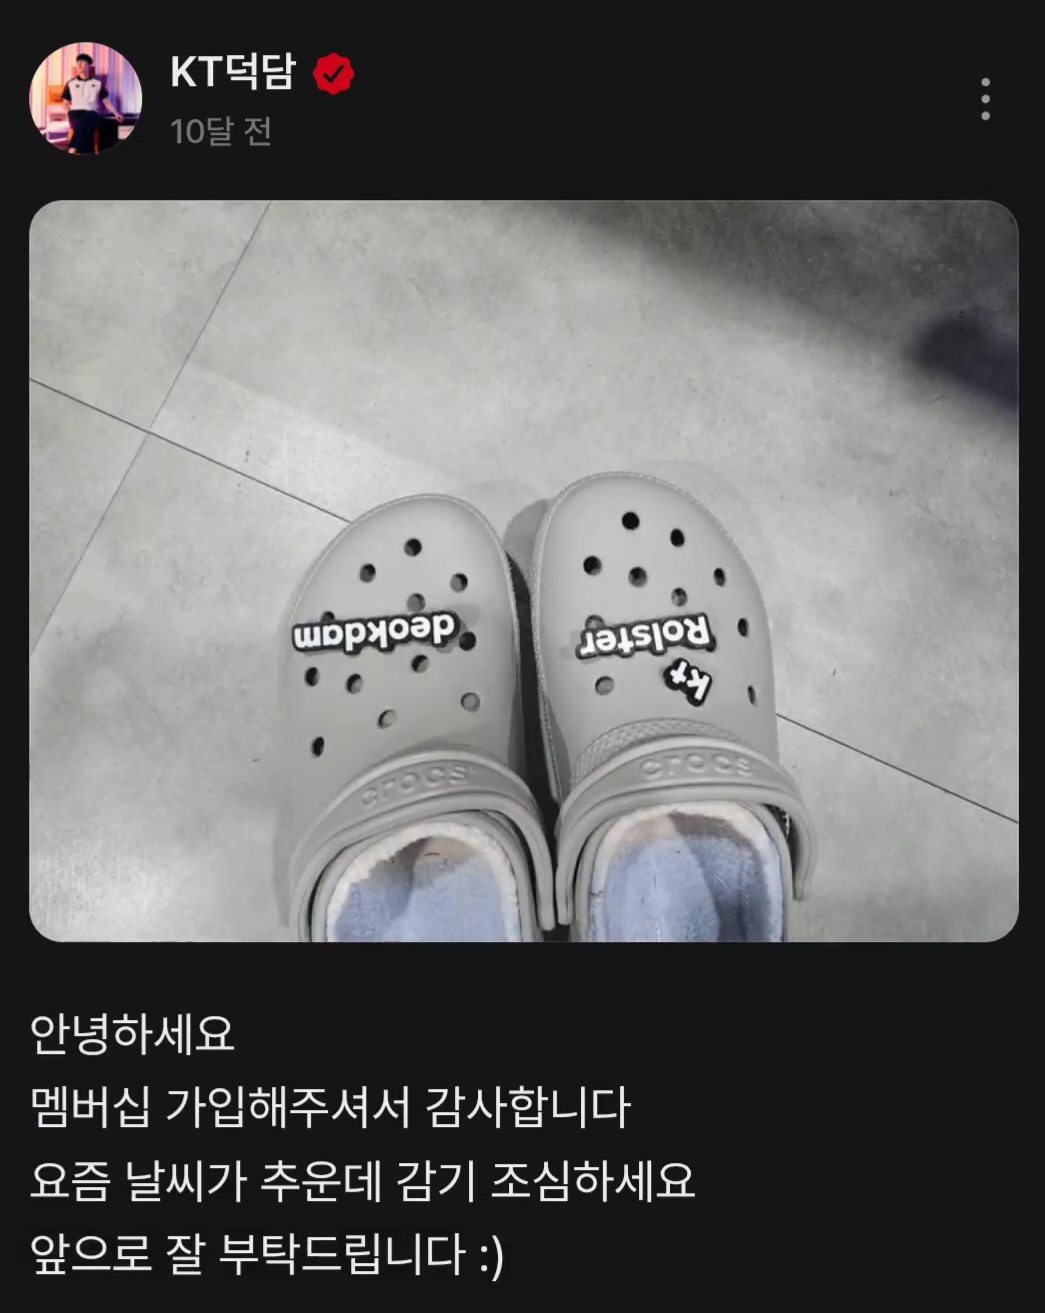 KT덕담
10달 전
deokdam
Rolster
kt
crocs
crocs
안녕하세요
멤버십 가입해주셔서 감사합니다
요즘 날씨가 추운데 감기 조심하세요
앞으로 잘 부탁드립니다 :)